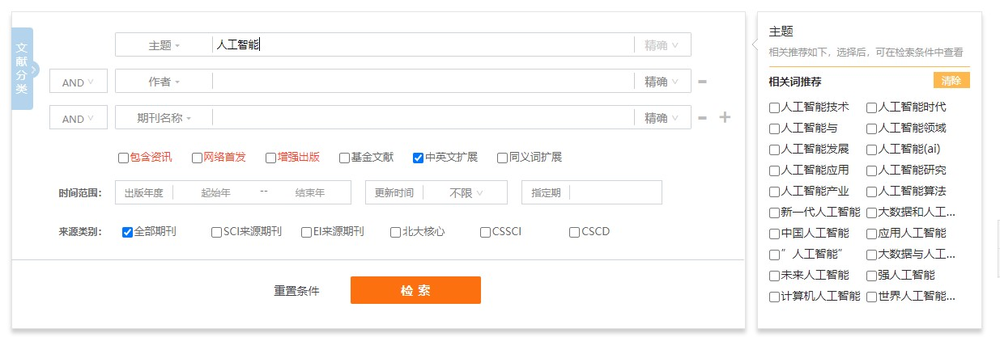 文献分类
主题 人工智能 精确
AND 作者 精确
AND 期刊名称 精确
包含资讯 网络首发 增强出版 基金文献 中英文扩展 同义词扩展
时间范围： 出版年度 起始年 -- 结束年 更新时间 不限 指定期
来源类别： 全部期刊 SCI来源期刊 EI来源期刊 北大核心 CSSCI CSCD
重置条件 检索
主题
相关推荐如下，选择后，可在检索条件中查看
相关词推荐 清除
人工智能技术 人工智能时代
人工智能与 人工智能领域
人工智能发展 人工智能(ai)
人工智能应用 人工智能研究
人工智能产业 人工智能算法
新一代人工智能 大数据和人工...
中国人工智能 应用人工智能
”人工智能” 大数据与人工...
未来人工智能 强人工智能
计算机人工智能 世界人工智能...